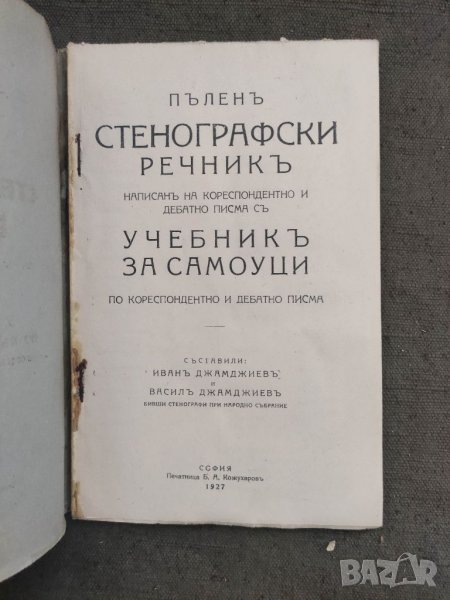 ПЪЛЕНЪ
СТЕНОГРАФСКИ
РЕЧНИКЪ
НАПИСАНЪ НА КОРЕСПОНДЕНТНО И
ДЕБАТНО ПИСМА СЪ
УЧЕБНИКЪ
ЗА САМОУЦИ
ПО КОРЕСПОНДЕНТНО И ДЕБАТНО ПИСМА
СЪСТАВИЛИ:
ИВАНЪ ДЖАМДЖИЕВЪ
И
ВАСИЛЪ ДЖАМДЖИЕВЪ
БИВШИ СТЕНОГРАФИ ПРИ НАРОДНО СЪБРАНИЕ
СОФИЯ
Печатница Б. А. Кожухаровъ
1927
BAZAR